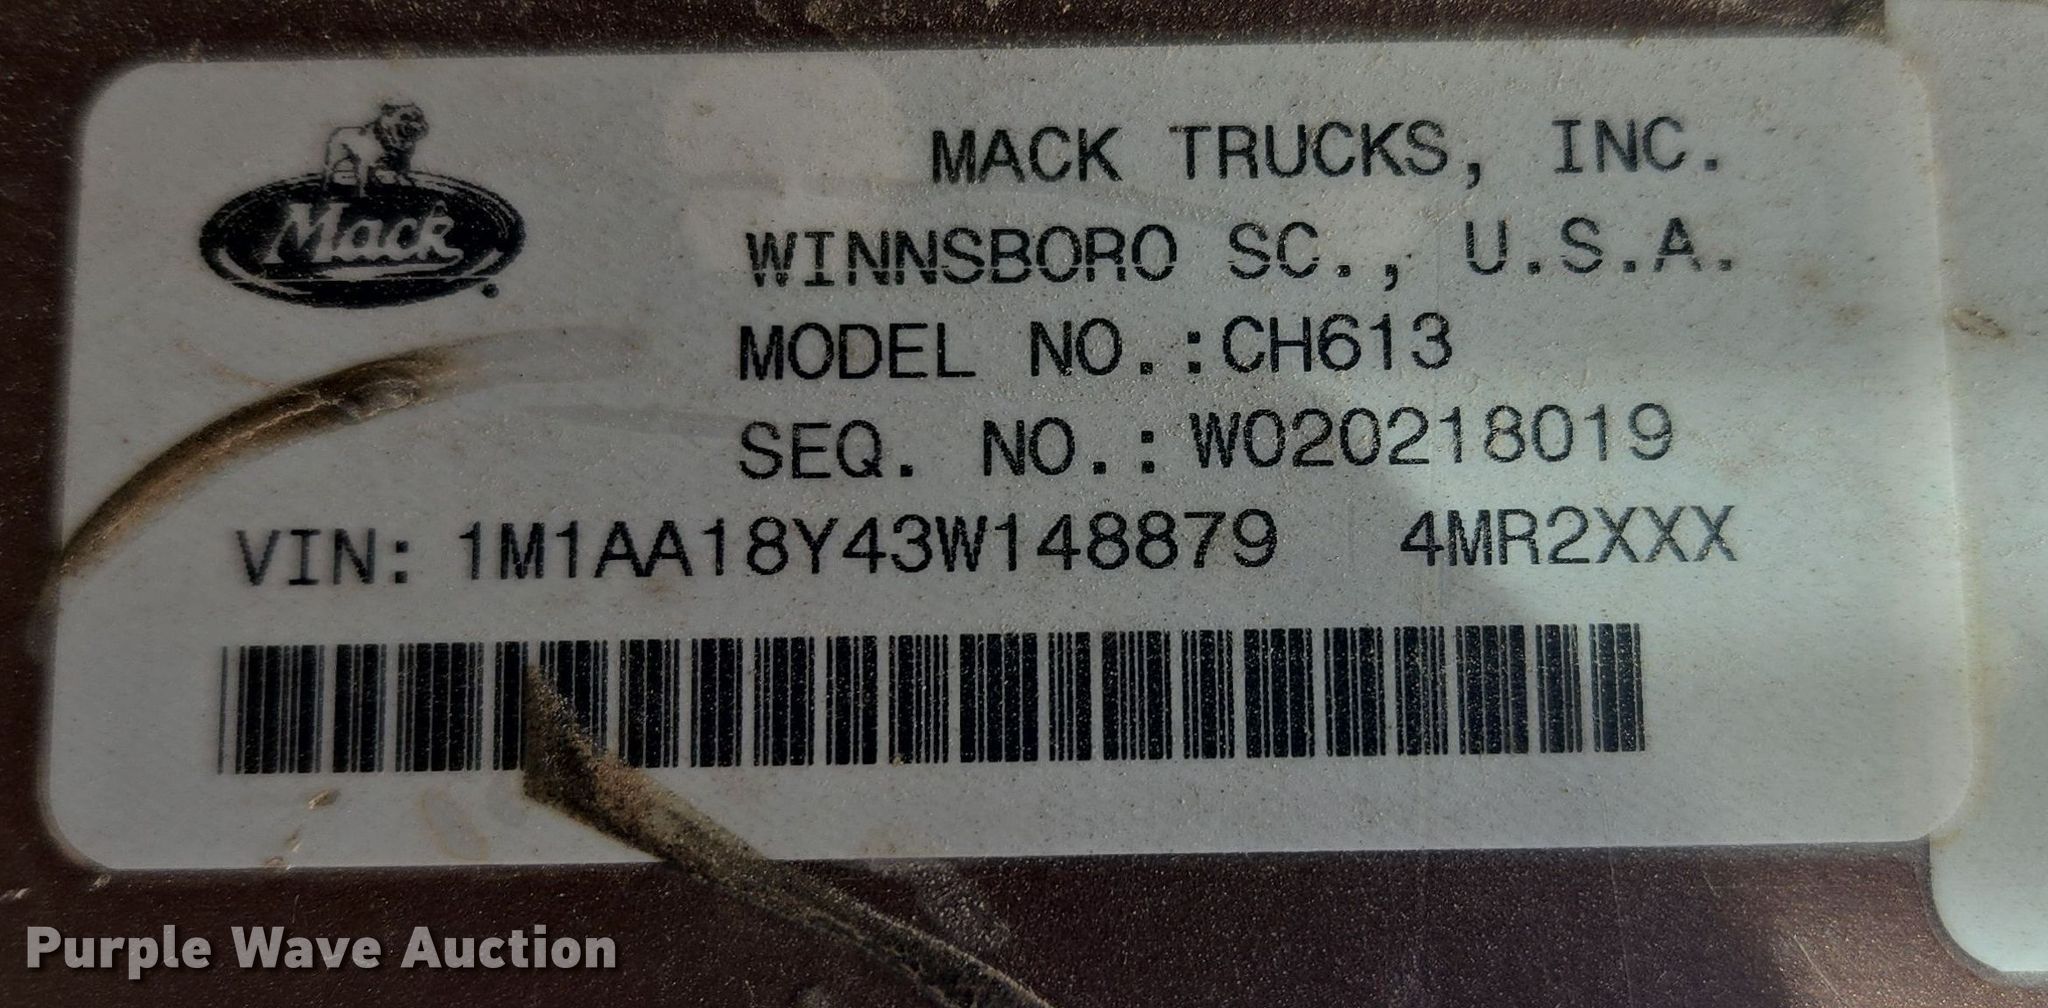 Mack
MACK TRUCKS, INC.
WINNSBORO SC., U.S.A.
MODEL NO.:CH613
SEQ. NO.:W020218019
VIN: 1M1AA18Y43W148879 4MR2XXX
Purple Wave Auction